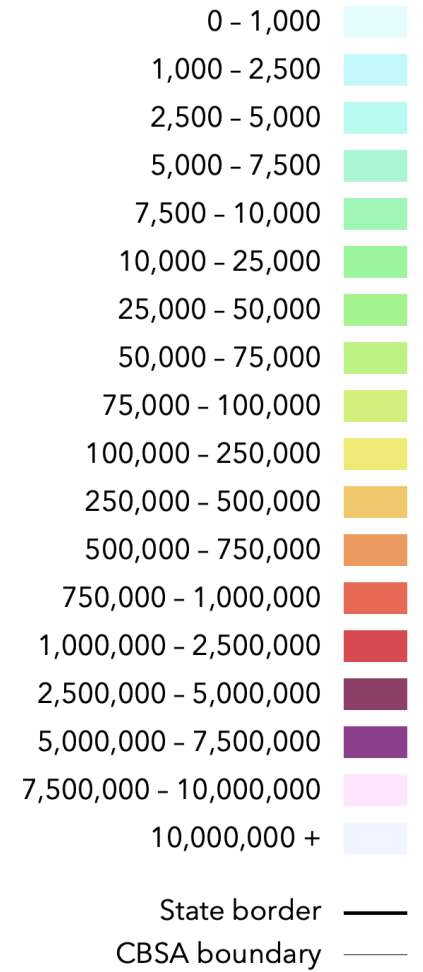 0 – 1,000
1,000 – 2,500
2,500 – 5,000
5,000 – 7,500
7,500 – 10,000
10,000 – 25,000
25,000 – 50,000
50,000 – 75,000
75,000 – 100,000
100,000 – 250,000
250,000 – 500,000
500,000 – 750,000
750,000 – 1,000,000
1,000,000 – 2,500,000
2,500,000 – 5,000,000
5,000,000 – 7,500,000
7,500,000 – 10,000,000
10,000,000 +
State border
CBSA boundary